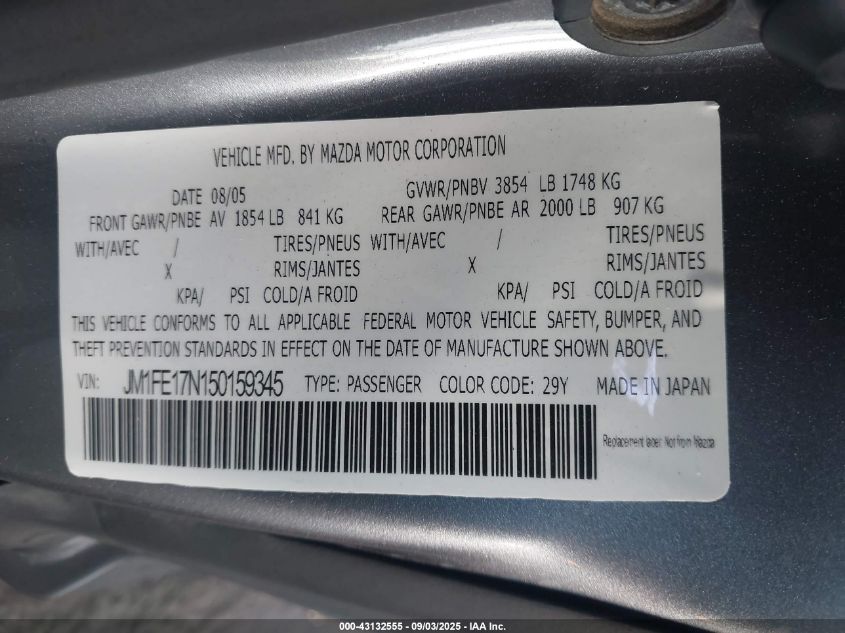 VEHICLE MFD. BY MAZDA MOTOR CORPORATION
DATE 08/05 GVWR/PNBV 3854 LB 1748 KG
FRONT GAWR/PNBE AV 1854 LB 841 KG REAR GAWR/PNBE AR 2000 LB 907 KG
WITH/AVEC / TIRES/PNEUS WITH/AVEC / TIRES/PNEUS
X RIMS/JANTES X RIMS/JANTES
KPA/ PSI COLD/A FROID KPA/ PSI COLD/A FROID
THIS VEHICLE CONFORMS TO ALL APPLICABLE FEDERAL MOTOR VEHICLE SAFETY, BUMPER, AND
THEFT PREVENTION STANDARDS IN EFFECT ON THE DATE OF MANUFACTURE SHOWN ABOVE.
VIN: JM1FE17N150159345 TYPE: PASSENGER COLOR CODE: 29Y MADE IN JAPAN
Replacement label Not from Mazda
000-43132555 - 09/03/2025 - IAA Inc.